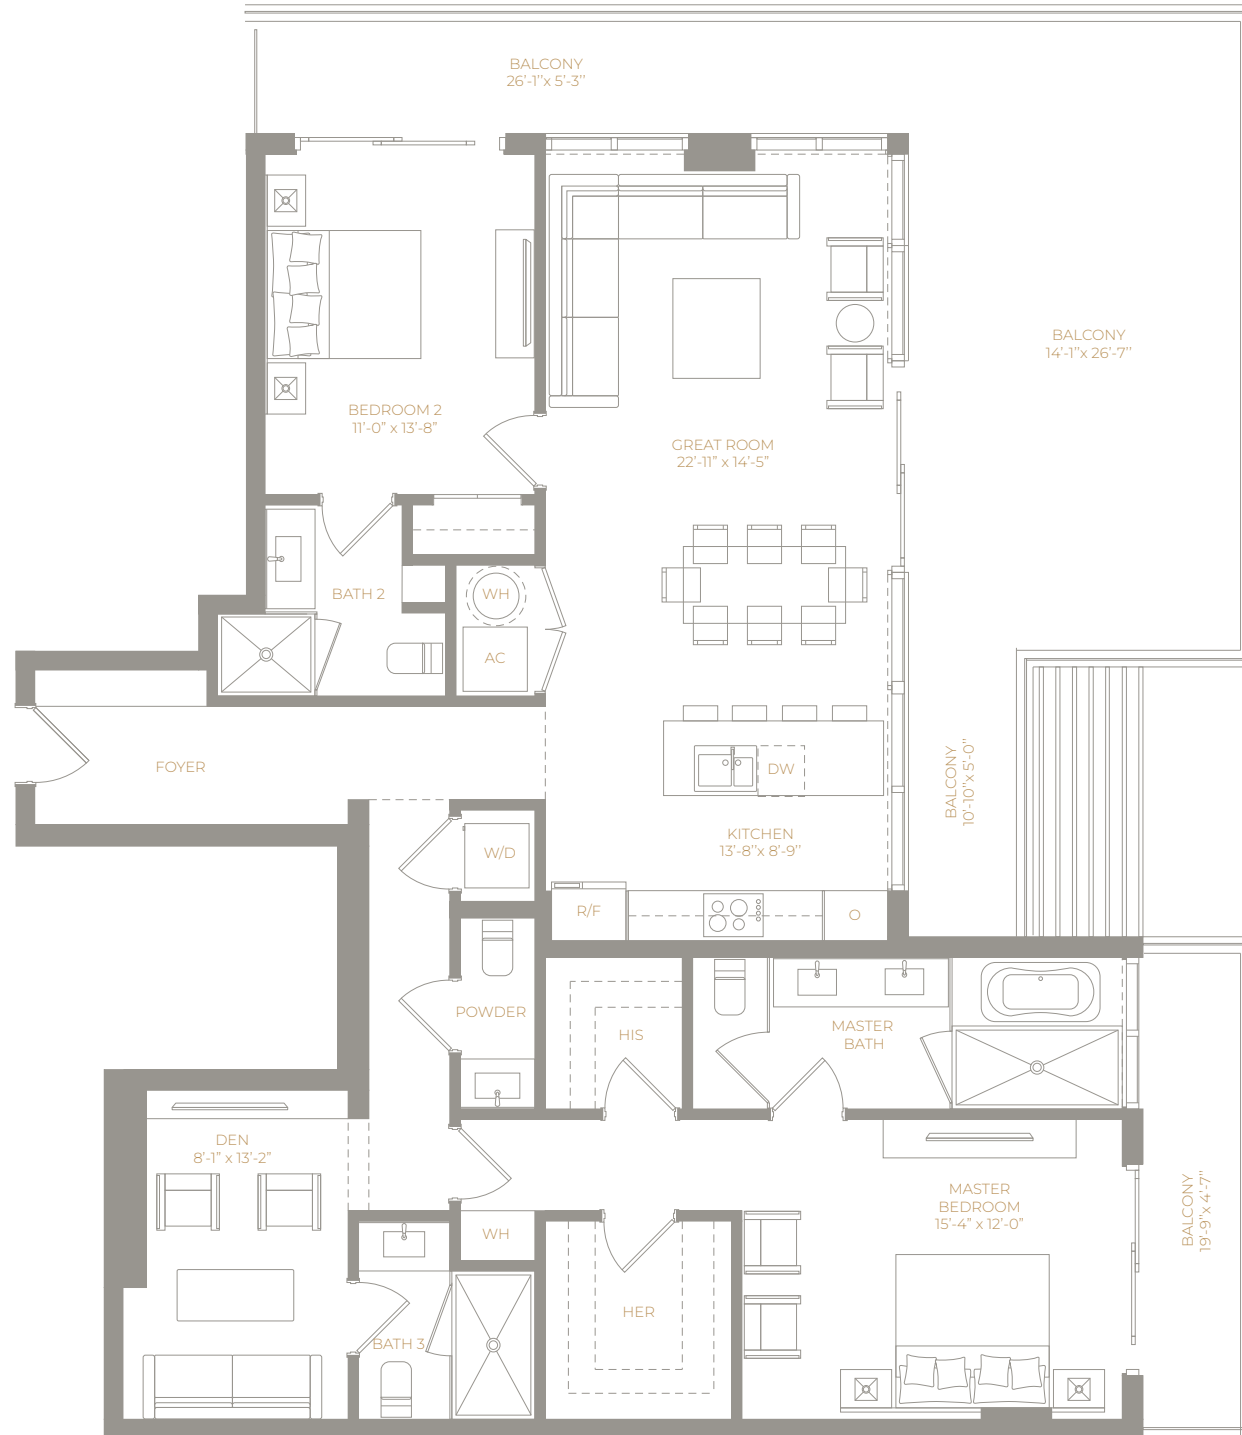 BALCONY
26'-1''x 5'-3''
BALCONY
14'-1''x 26'-7''
BEDROOM 2
11'-0" x 13'-8"
GREAT ROOM
22'-11" x 14'-5"
BATH 2
WH
AC
FOYER
DW
BALCONY
10'-10''x 5'-0''
KITCHEN
13'-8''x 8'-9''
W/D
R/F
O
POWDER
HIS
MASTER
BATH
DEN
8'-1" x 13'-2"
MASTER
BEDROOM
15'-4" x 12'-0"
BALCONY
19'-9''x 4'-7''
WH
HER
BATH 3